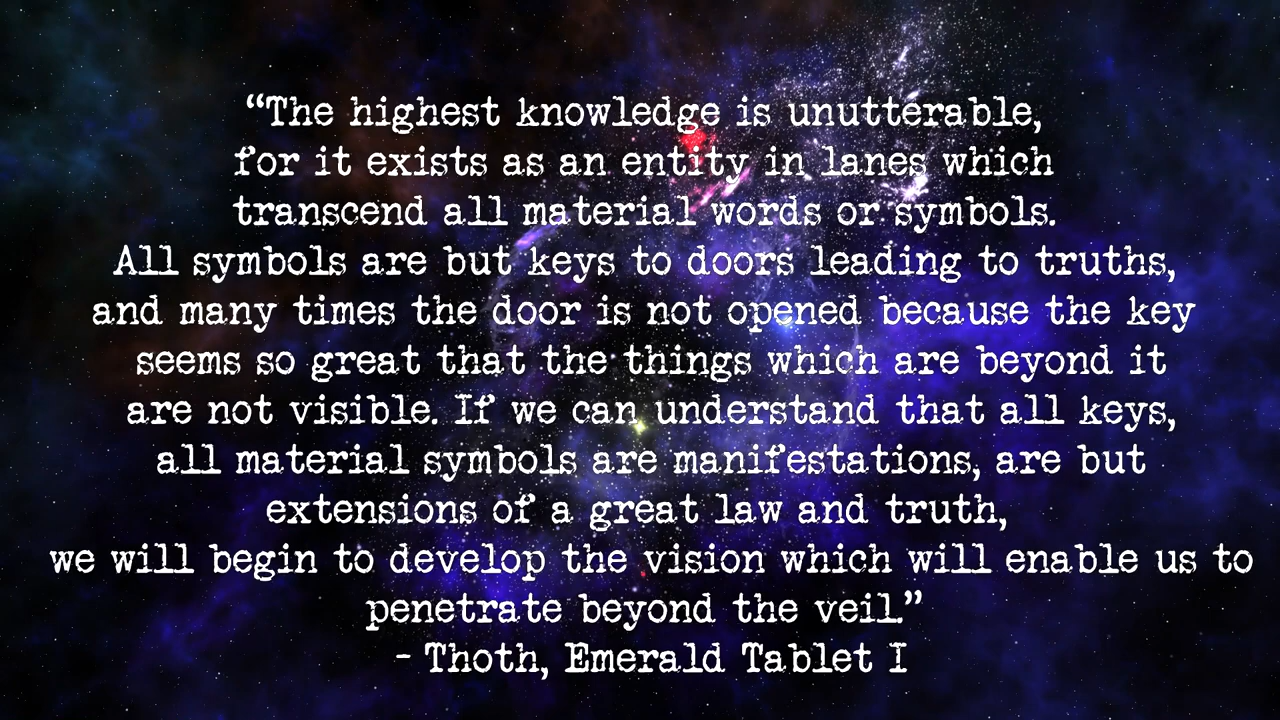 “The highest knowledge is unutterable,
for it exists as an entity in lanes which
transcend all material words or symbols.
All symbols are but keys to doors leading to truths,
and many times the door is not opened because the key
seems so great that the things which are beyond it
are not visible. If we can understand that all keys,
all material symbols are manifestations, are but
extensions of a great law and truth,
we will begin to develop the vision which will enable us to
penetrate beyond the veil.”
- Thoth, Emerald Tablet I